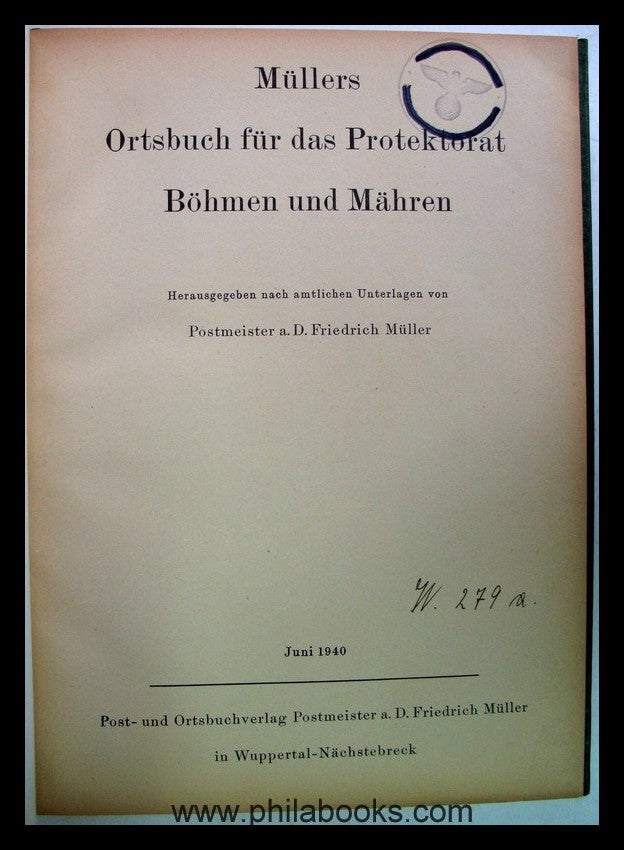 Müllers
Ortsbuch für das Protektorat
Böhmen und Mähren
Herausgegeben nach amtlichen Unterlagen von
Postmeister a. D. Friedrich Müller
W. 279 a.
Juni 1940
Post- und Ortsbuchverlag Postmeister a. D. Friedrich Müller
in Wuppertal-Nächstebreck
www.philabooks.com